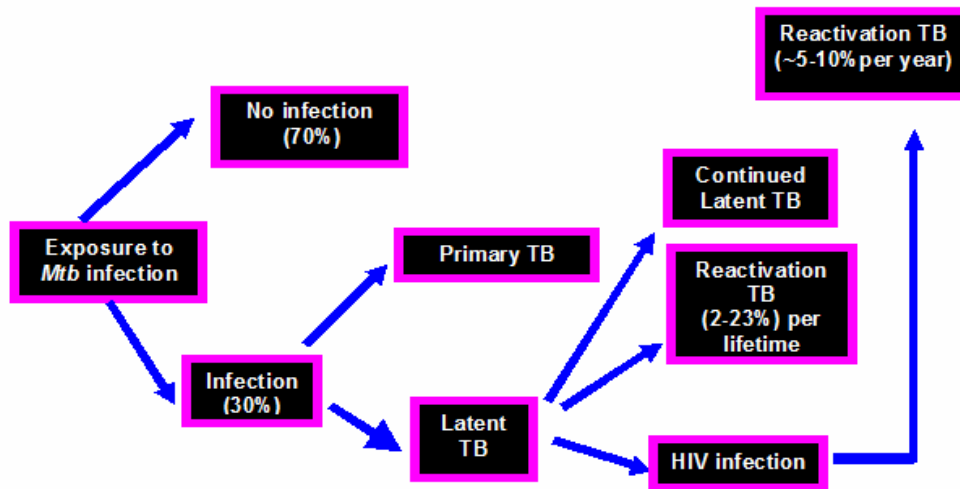 Reactivation TB
(~5-10% per year)
No infection
(70%)
Continued
Latent TB
Exposure to
Mtb infection
Primary TB
Reactivation
TB
(2-23%) per
lifetime
Infection
(30%)
Latent
TB
HIV infection